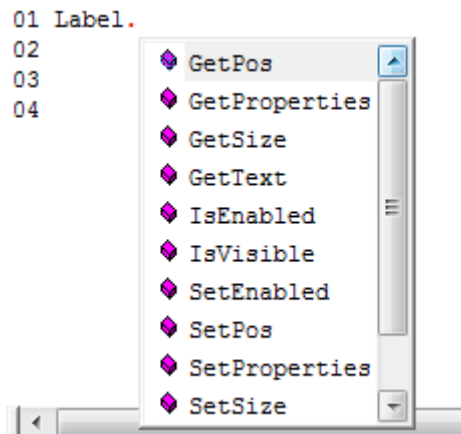 01 Label.
02
03
04
GetPos
GetProperties
GetSize
GetText
IsEnabled
IsVisible
SetEnabled
SetPos
SetProperties
SetSize